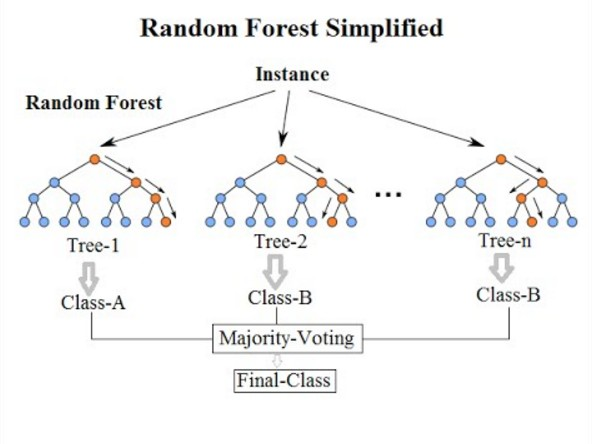 Random Forest Simplified
Instance
Random Forest
...
Tree-1
Tree-2
Tree-n
Class-A
Class-B
Class-B
Majority-Voting
Final-Class